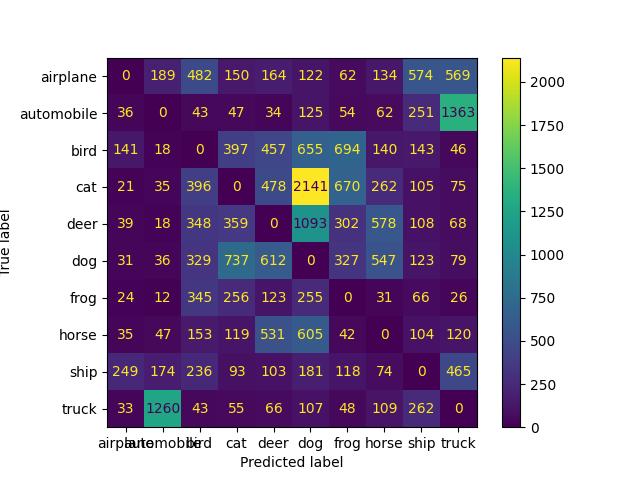 airplane 0 189 482 150 164 122 62 134 574 569
automobile 36 0 43 47 34 125 54 62 251 1363
bird 141 18 0 397 457 655 694 140 143 46
cat 21 35 396 0 478 2141 670 262 105 75
deer 39 18 348 359 0 1093 302 578 108 68
dog 31 36 329 737 612 0 327 547 123 79
frog 24 12 345 256 123 255 0 31 66 26
horse 35 47 153 119 531 605 42 0 104 120
ship 249 174 236 93 103 181 118 74 0 465
truck 33 1260 43 55 66 107 48 109 262 0
airplane automobile bird cat deer dog frog horse ship truck
Predicted label
True label
2000
1750
1500
1250
1000
750
500
250
0